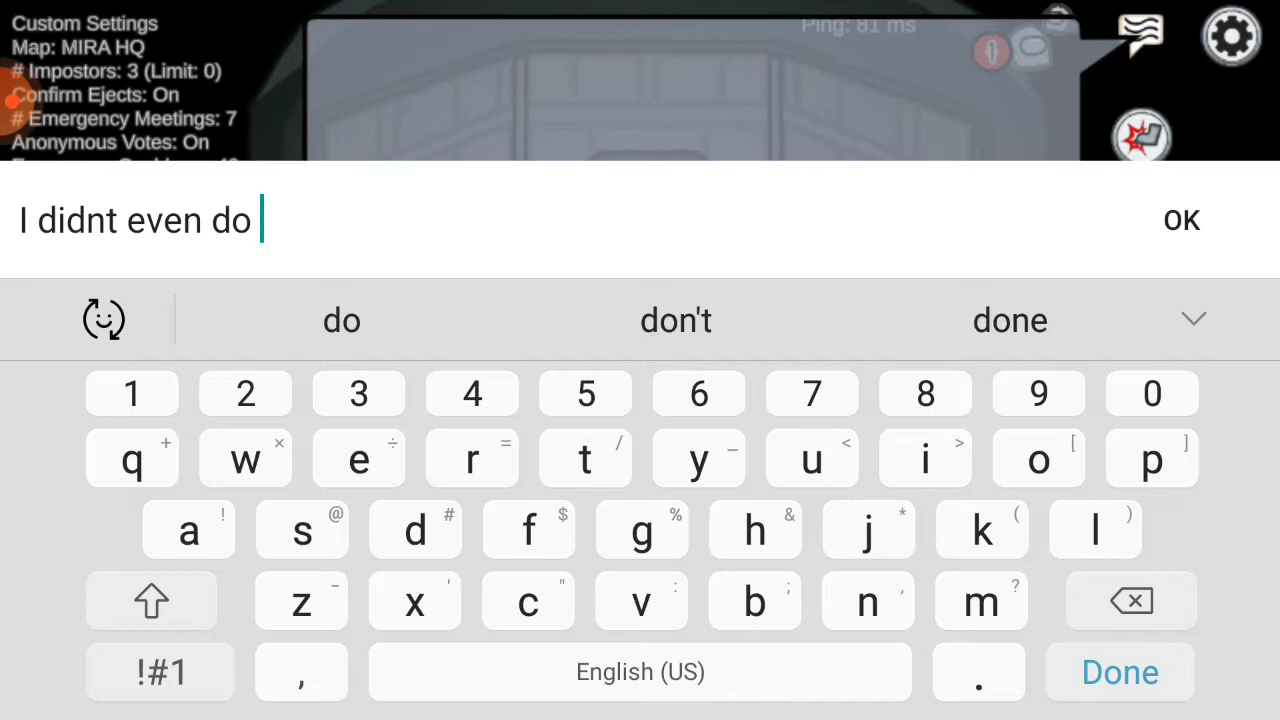 Custom Settings
Map: MIRA HQ
# Impostors: 3 (Limit: 0)
Confirm Ejects: On
# Emergency Meetings: 7
Anonymous Votes: On
Ping: 81 ms
I didnt even do
OK
do don't done
1 2 3 4 5 6 7 8 9 0
q + w × e ÷ r = t / y _ u < i > o [ p ]
a ! s @ d # f $ g % h & j * k ( l )
z - x ' c " v : b ; n , m ?
!#1 , English (US) . Done